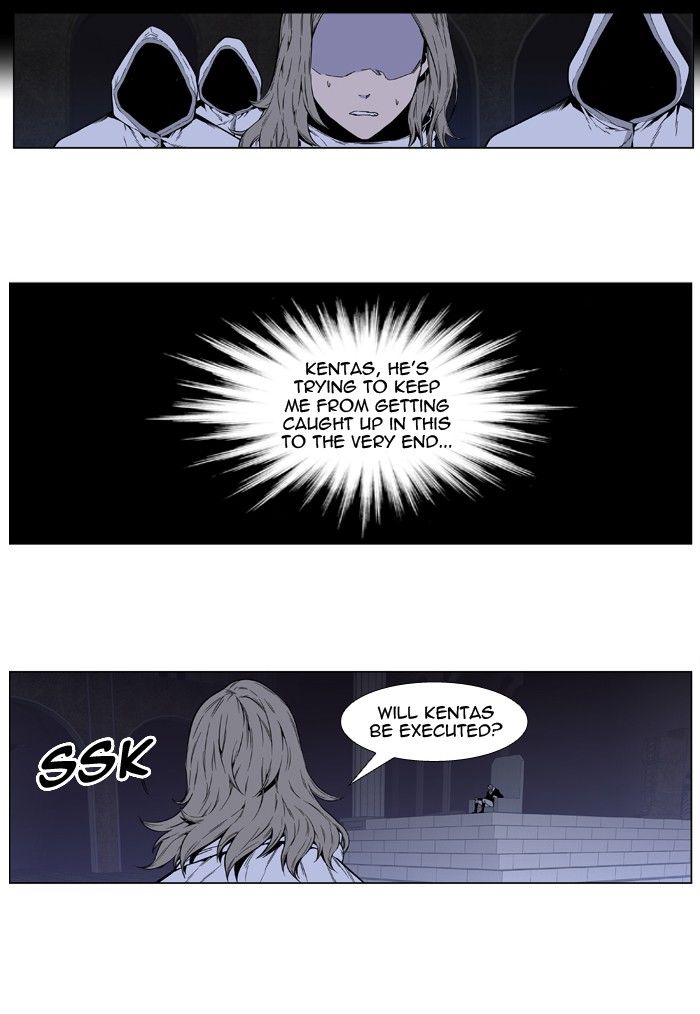 KENTAS, HE'S
TRYING TO KEEP
ME FROM GETTING
CAUGHT UP IN THIS
TO THE VERY END...
SSK
WILL KENTAS
BE EXECUTED?